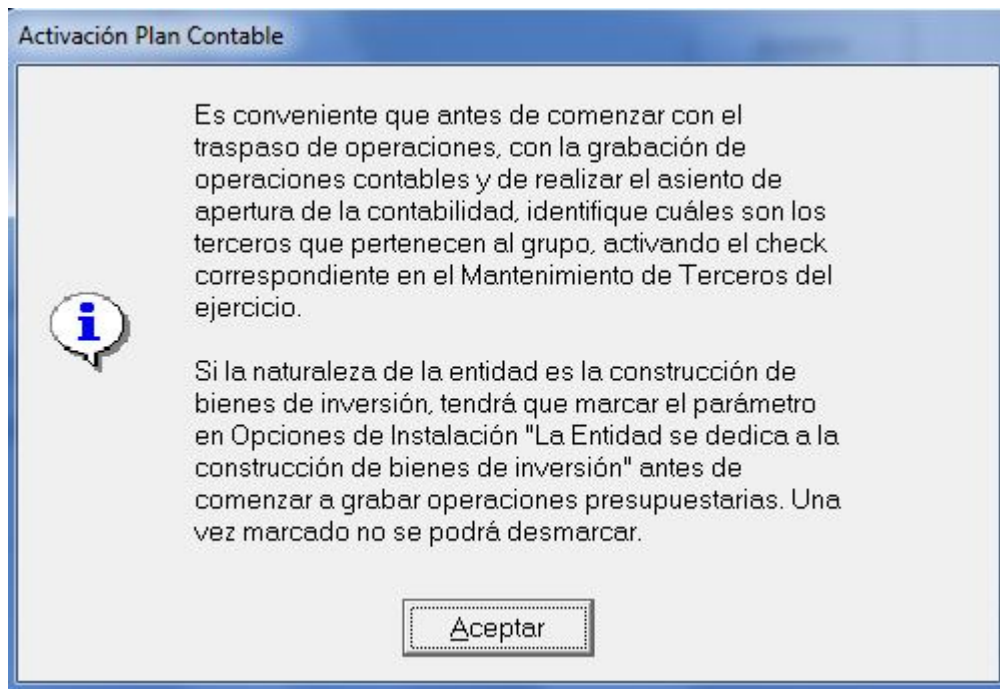 Activación Plan Contable
Es conveniente que antes de comenzar con el
traspaso de operaciones, con la grabación de
operaciones contables y de realizar el asiento de
apertura de la contabilidad, identifique cuáles son los
terceros que pertenecen al grupo, activando el check
correspondiente en el Mantenimiento de Terceros del
ejercicio.
Si la naturaleza de la entidad es la construcción de
bienes de inversión, tendrá que marcar el parámetro
en Opciones de Instalación "La Entidad se dedica a la
construcción de bienes de inversión" antes de
comenzar a grabar operaciones presupuestarias. Una
vez marcado no se podrá desmarcar.
Aceptar